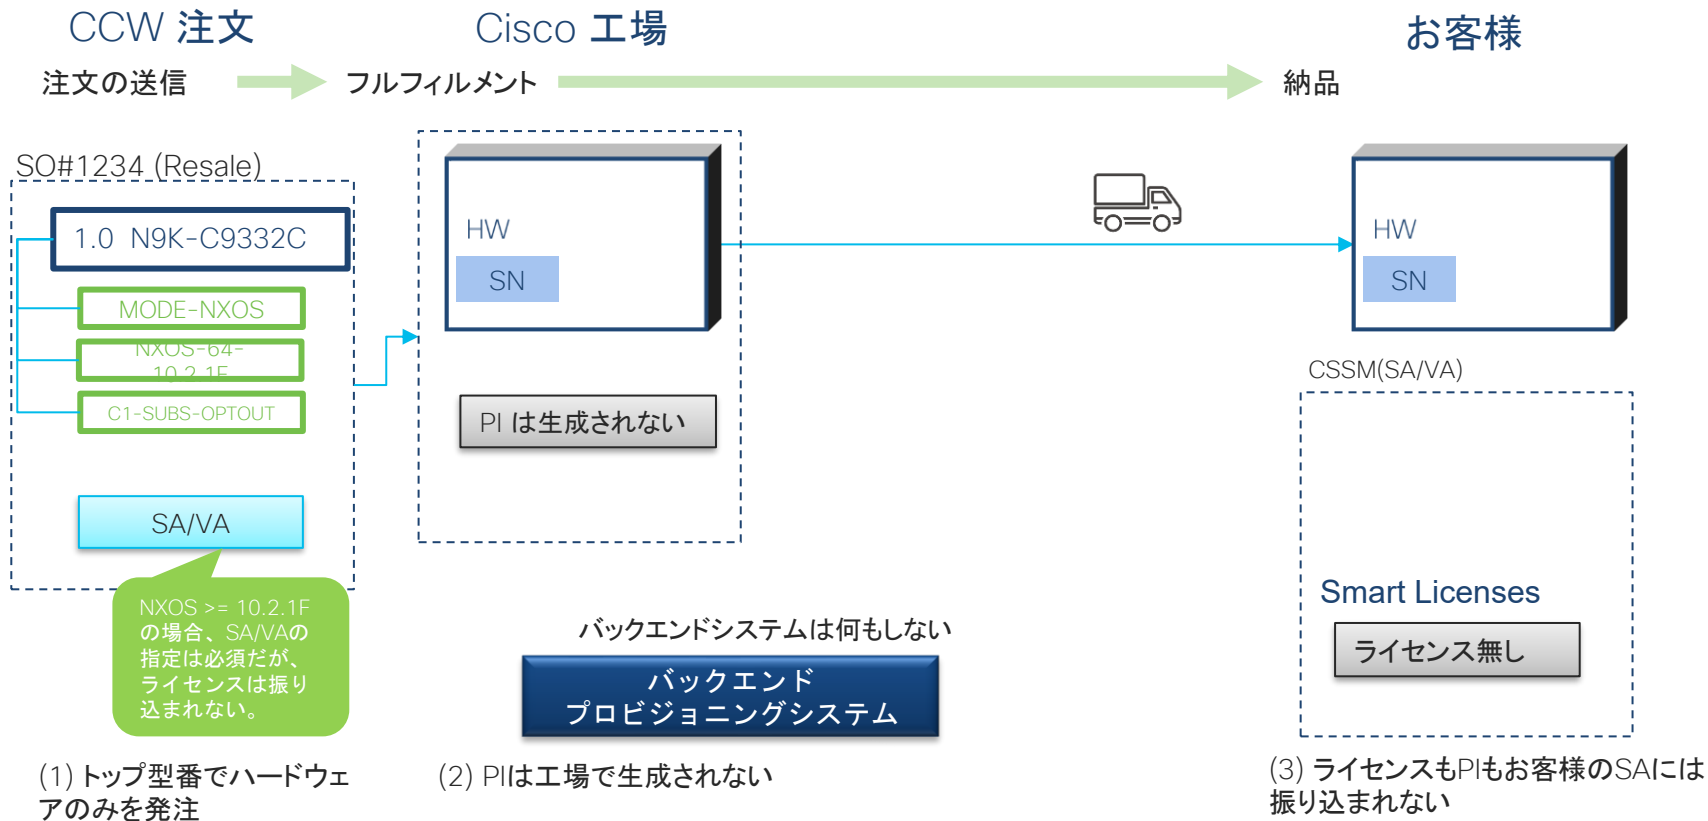 CCW 注文
Cisco 工場
お客様
注文の送信
フルフィルメント
納品
SO#1234 (Resale)
1.0 N9K-C9332C
MODE-NXOS
NXOS-64-
10.2.1F
C1-SUBS-OPTOUT
SA/VA
NXOS >= 10.2.1F
の場合、SA/VAの
指定は必須だが、
ライセンスは振り
込まれない。
(1) トップ型番でハードウェ
アのみを発注
HW
SN
PI は生成されない
バックエンドシステムは何もしない
バックエンド
プロビジョニングシステム
(2) PIは工場で生成されない
HW
SN
CSSM(SA/VA)
Smart Licenses
ライセンス無し
(3) ライセンスもPIもお客様のSAには
振り込まれない